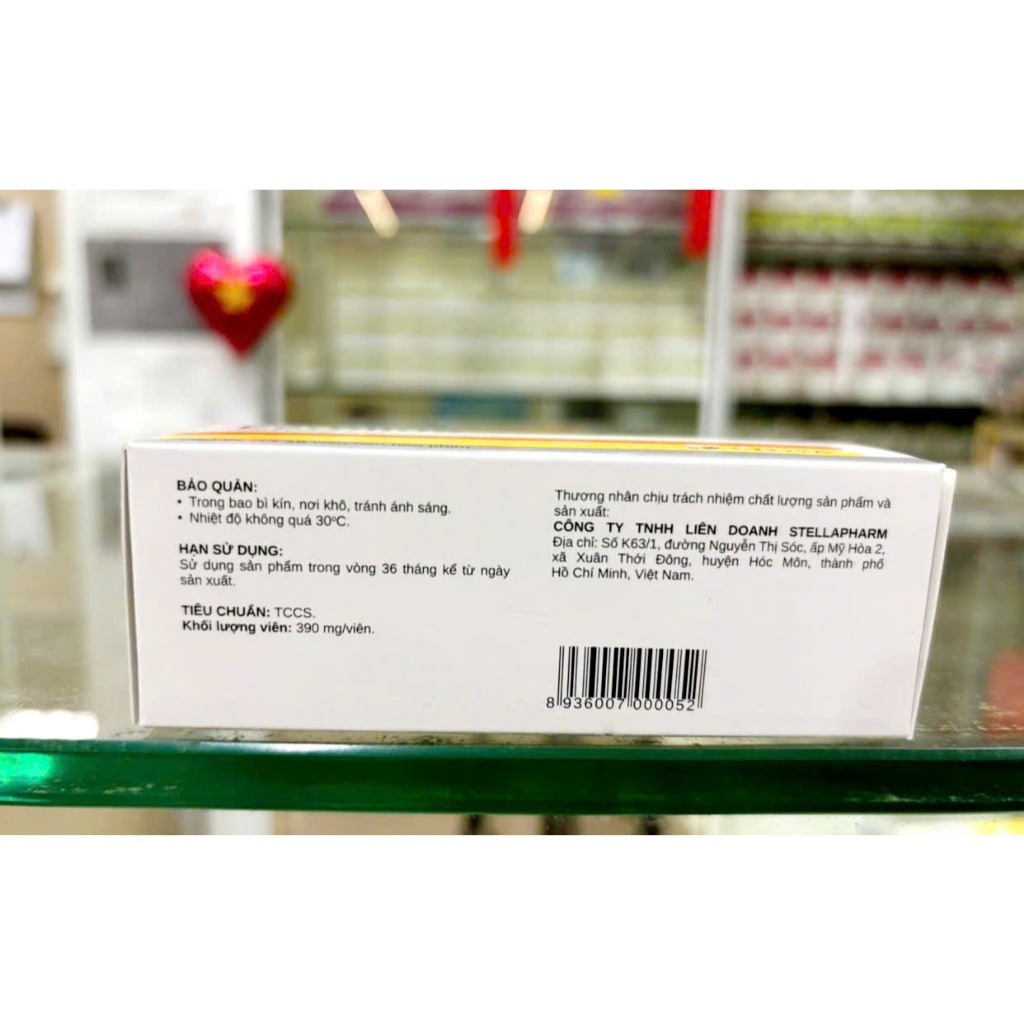 BẢO QUẢN:
• Trong bao bì kín, nơi khô, tránh ánh sáng.
• Nhiệt độ không quá 30ºC.
HẠN SỬ DỤNG:
Sử dụng sản phẩm trong vòng 36 tháng kể từ ngày
sản xuất.
TIÊU CHUẨN: TCCS.
Khối lượng viên: 390 mg/viên.
Thương nhân chịu trách nhiệm chất lượng sản phẩm và
sản xuất:
CÔNG TY TNHH LIÊN DOANH STELLAPHARM
Địa chỉ: Số K63/1, đường Nguyễn Thị Sóc, ấp Mỹ Hòa 2,
xã Xuân Thới Đông, huyện Hóc Môn, thành phố
Hồ Chí Minh, Việt Nam.
8 936007 000052